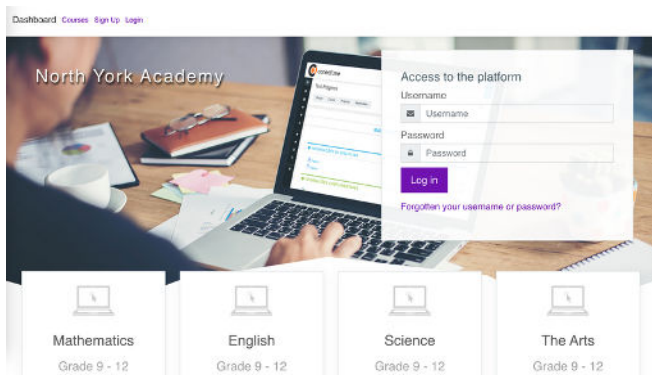 Dashboard Courses Sign Up Login
North York Academy
Access to the platform
Username
Username
Password
Password
Log in
Forgotten your username or password?
Mathematics
Grade 9 - 12
English
Grade 9 - 12
Science
Grade 9 - 12
The Arts
Grade 9 - 12